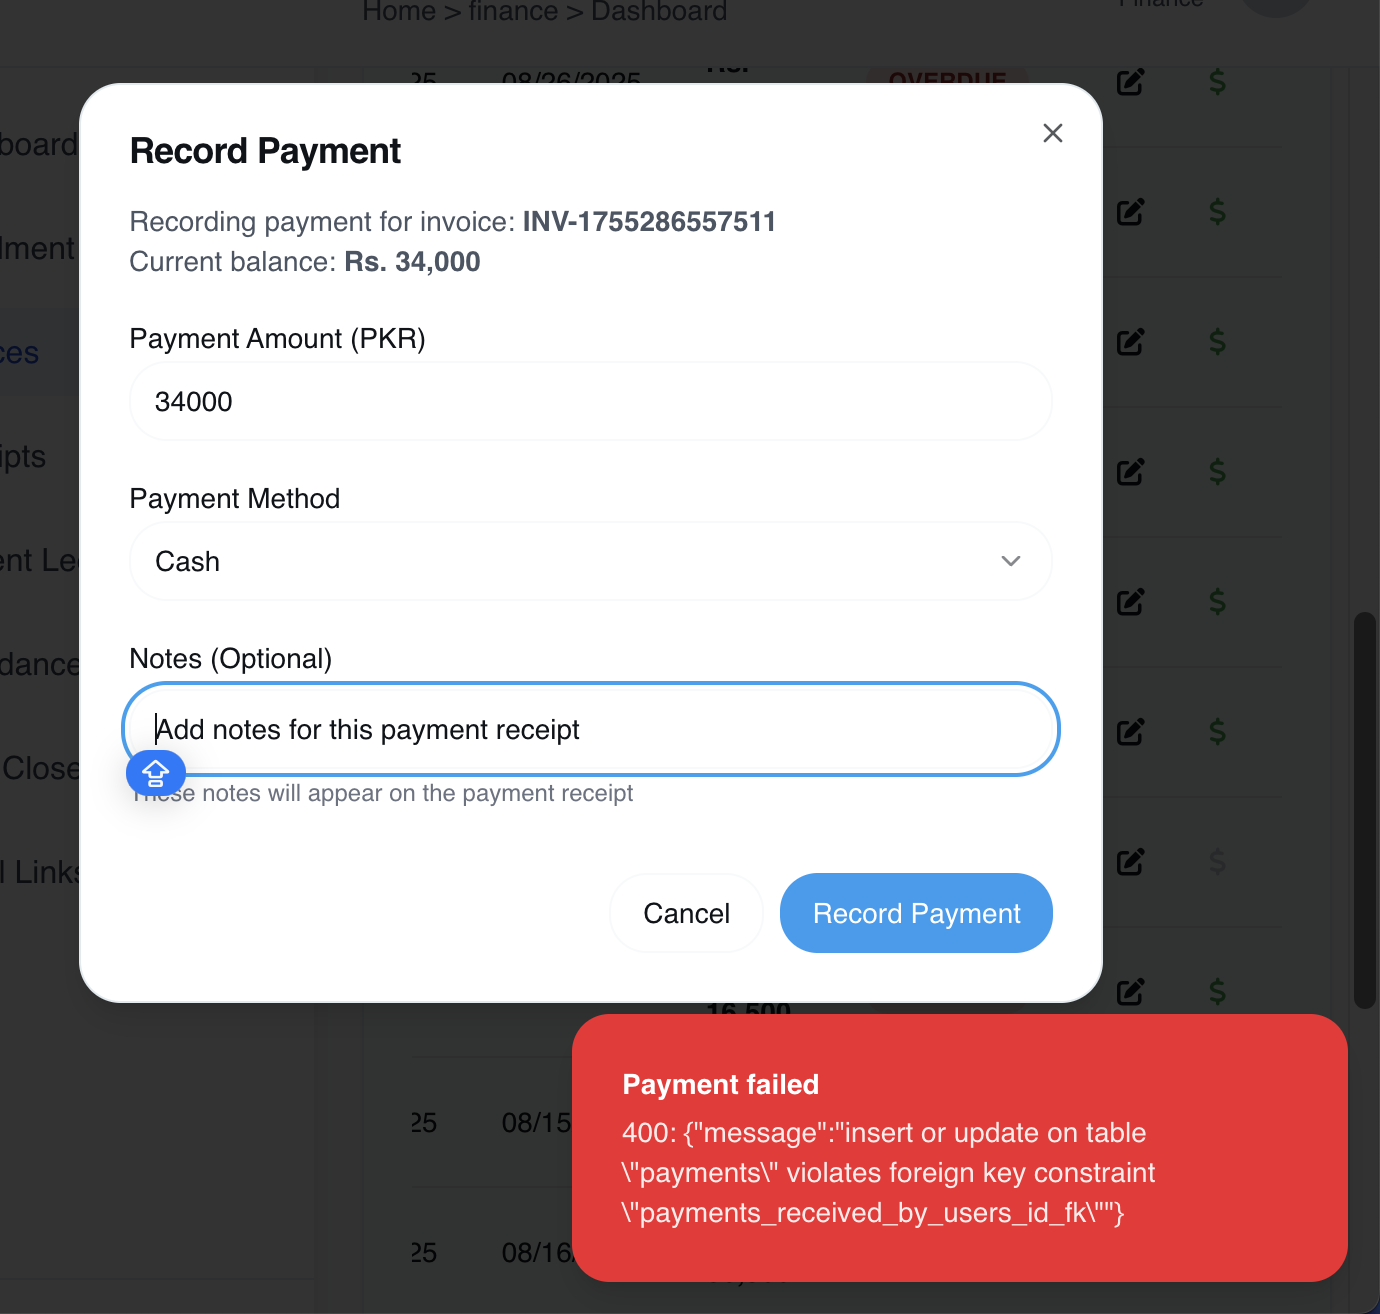 Home > finance > Dashboard
Finance
25 08/26/2025 Rs. OVERDUE
Record Payment
Recording payment for invoice: INV-1755286557511
Current balance: Rs. 34,000
Payment Amount (PKR)
34000
Payment Method
Cash
Notes (Optional)
Add notes for this payment receipt
These notes will appear on the payment receipt
Cancel Record Payment
board
lment
ces
ipts
ent Le
dance
Close
l Links
16,500
25 08/15
25 08/16
Payment failed
400: {"message":"insert or update on table
\"payments\" violates foreign key constraint
\"payments_received_by_users_id_fk\""}